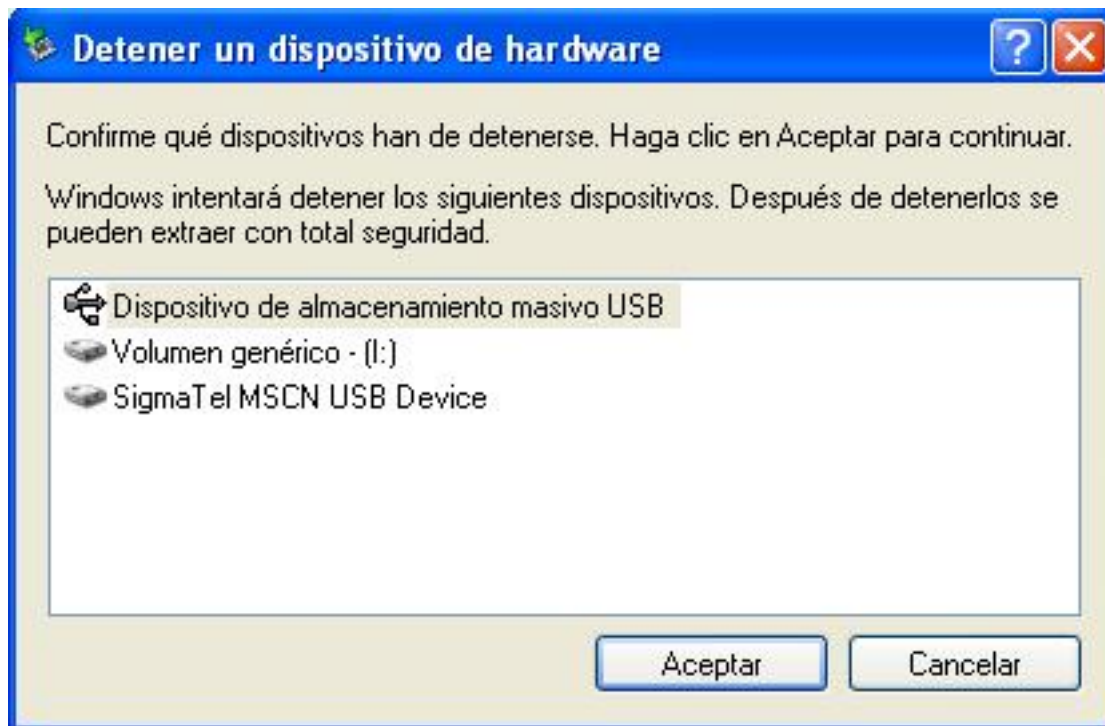 Detener un dispositivo de hardware
Confirme qué dispositivos han de detenerse. Haga clic en Aceptar para continuar.
Windows intentará detener los siguientes dispositivos. Después de detenerlos se
pueden extraer con total seguridad.
Dispositivo de almacenamiento masivo USB
Volumen genérico - (I:)
SigmaTel MSCN USB Device
Aceptar
Cancelar